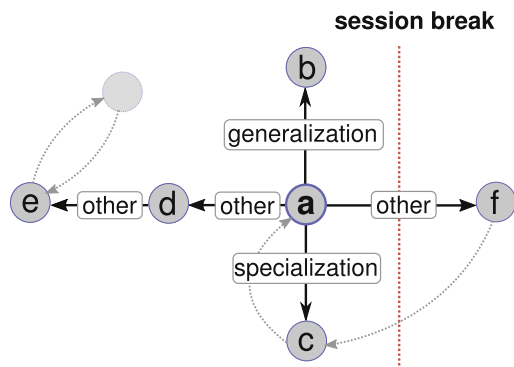 session break
b
generalization
e
other
d
other
a
other
f
specialization
c